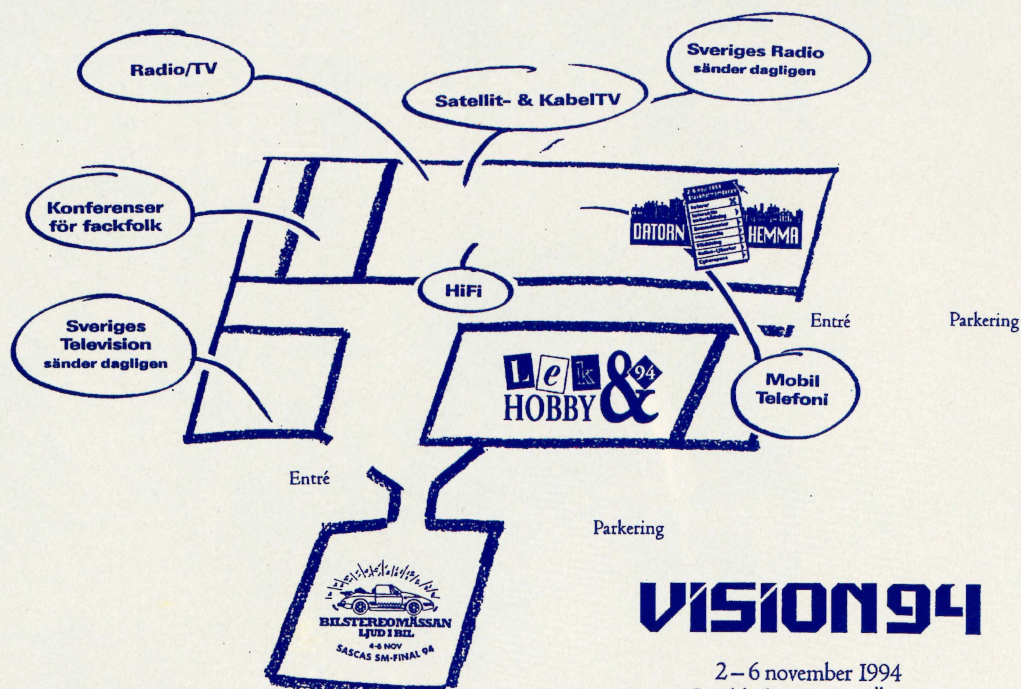 Radio/TV
Satellit- & KabelTV
Sveriges Radio
sänder dagligen
Konferenser
för fackfolk
DATORN HEMMA
HiFi
Sveriges
Television
sänder dagligen
Entré
Parkering
Lek & 94
HOBBY
Mobil
Telefoni
Entré
Parkering
BILSTEREOMÄSSAN
LJUD I BIL
4-6 NOV
SASCAS SM-FINAL 94
VISION94
2–6 november 1994